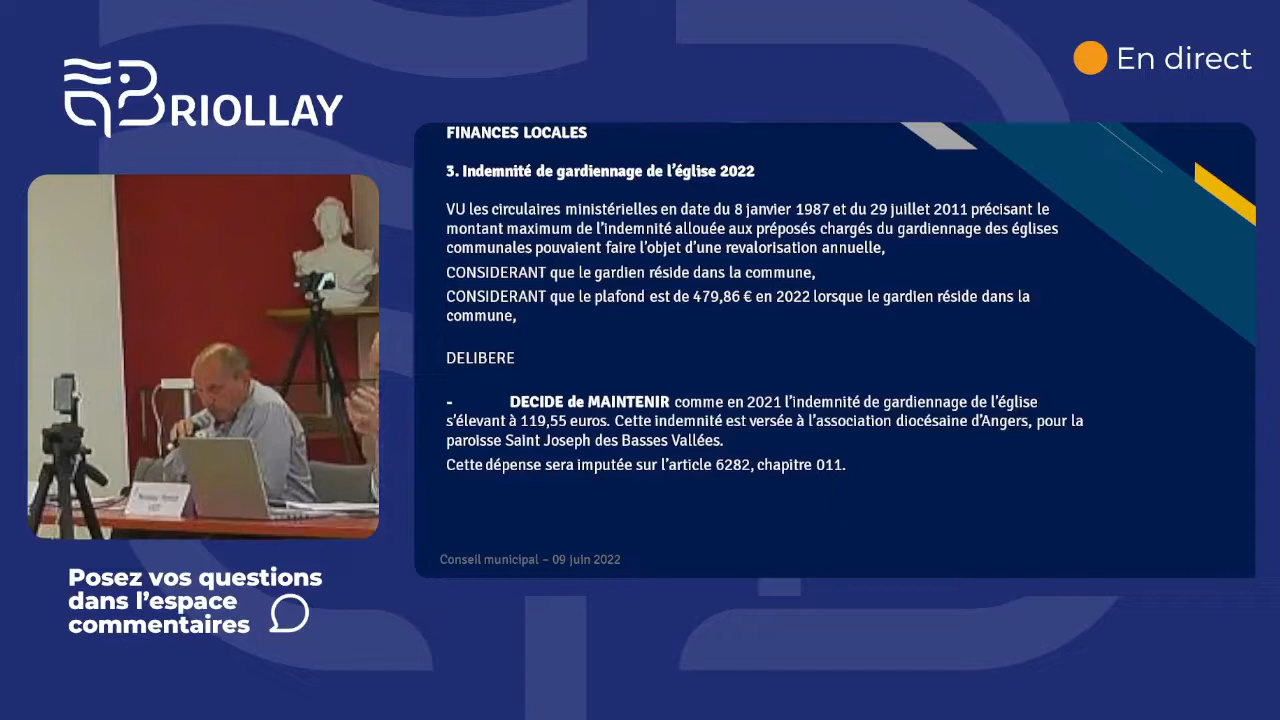 BRIOLLAY
En direct
FINANCES LOCALES
3. Indemnité de gardiennage de l'église 2022
VU les circulaires ministérielles en date du 8 janvier 1987 et du 29 juillet 2011 précisant le
montant maximum de l'indemnité allouée aux préposés chargés du gardiennage des églises
communales pouvaient faire l'objet d'une revalorisation annuelle,
CONSIDERANT que le gardien réside dans la commune,
CONSIDERANT que le plafond est de 479,86 € en 2022 lorsque le gardien réside dans la
commune,
DELIBERE
- DECIDE de MAINTENIR comme en 2021 l'indemnité de gardiennage de l'église
s'élevant à 119,55 euros. Cette indemnité est versée à l'association diocésaine d'Angers, pour la
paroisse Saint Joseph des Basses Vallées.
Cette dépense sera imputée sur l'article 6282, chapitre 011.
Conseil municipal – 09 juin 2022
Posez vos questions
dans l'espace
commentaires